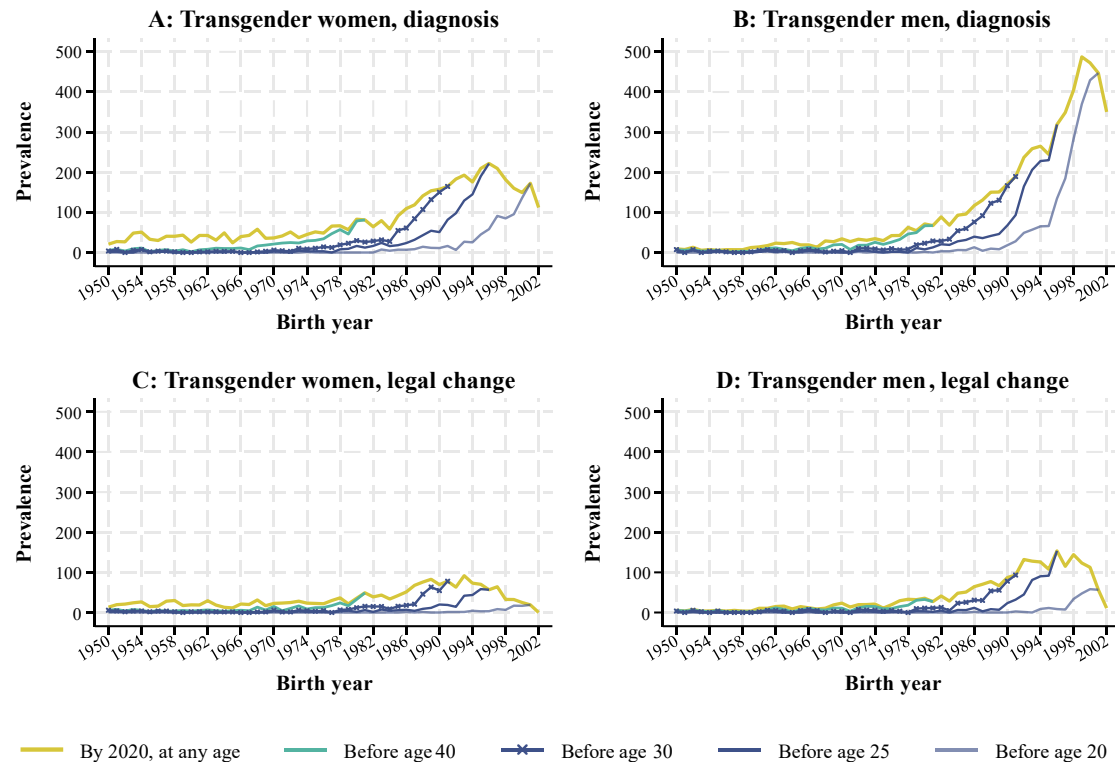 A: Transgender women, diagnosis
Prevalence
500
400
300
200
100
0
1950 1954 1958 1962 1966 1970 1974 1978 1982 1986 1990 1994 1998 2002
Birth year
B: Transgender men, diagnosis
Prevalence
500
400
300
200
100
0
1950 1954 1958 1962 1966 1970 1974 1978 1982 1986 1990 1994 1998 2002
Birth year
C: Transgender women, legal change
Prevalence
500
400
300
200
100
0
1950 1954 1958 1962 1966 1970 1974 1978 1982 1986 1990 1994 1998 2002
Birth year
D: Transgender men, legal change
Prevalence
500
400
300
200
100
0
1950 1954 1958 1962 1966 1970 1974 1978 1982 1986 1990 1994 1998 2002
Birth year
By 2020, at any age Before age 40 Before age 30 Before age 25 Before age 20